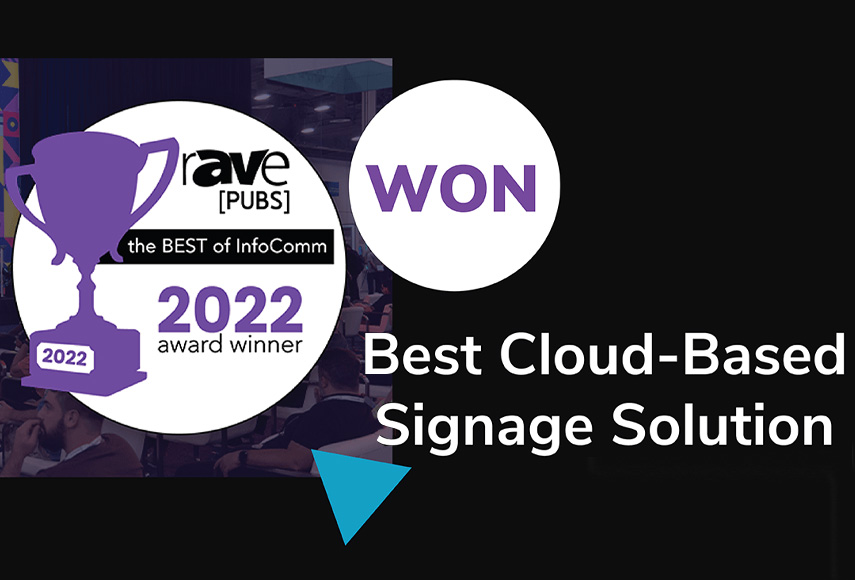 rave
[PUBS]
the BEST of InfoComm
2022
award winner
2022
WON
Best Cloud-Based
Signage Solution